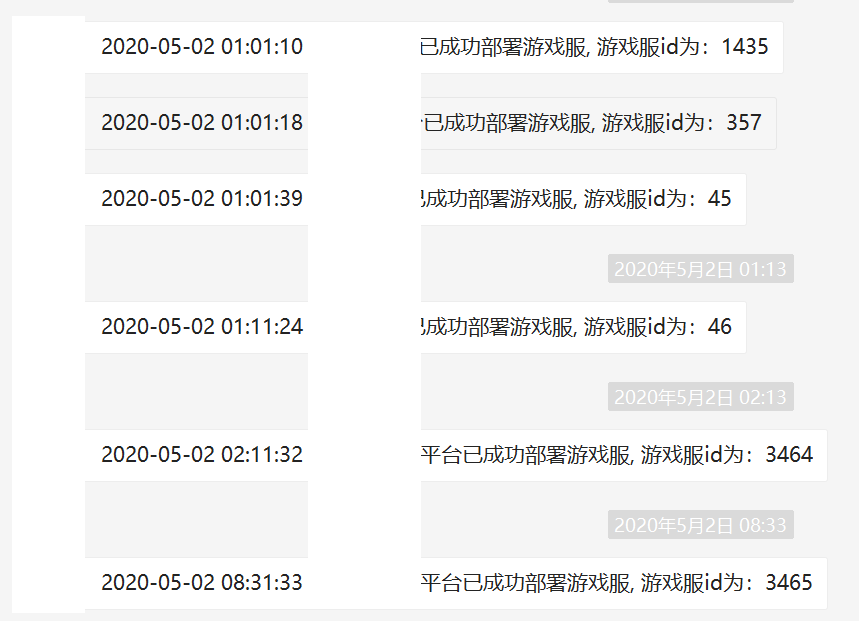 2020-05-02 01:01:10 已成功部署游戏服, 游戏服id为：1435
2020-05-02 01:01:18 已成功部署游戏服, 游戏服id为：357
2020-05-02 01:01:39 已成功部署游戏服, 游戏服id为：45
2020年5月2日 01:13
2020-05-02 01:11:24 已成功部署游戏服, 游戏服id为：46
2020年5月2日 02:13
2020-05-02 02:11:32 平台已成功部署游戏服, 游戏服id为：3464
2020年5月2日 08:33
2020-05-02 08:31:33 平台已成功部署游戏服, 游戏服id为：3465